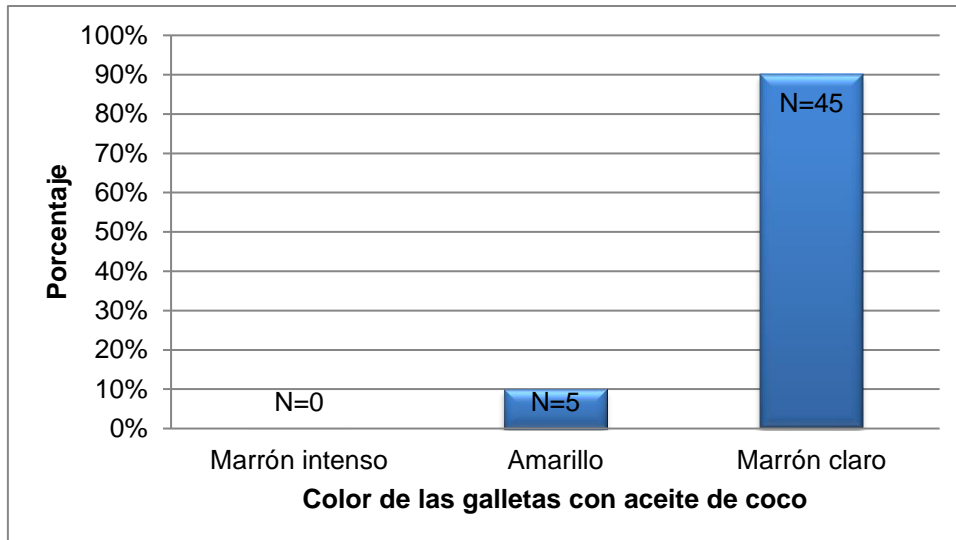 100%
90%
80%
70%
60%
50%
40%
30%
20%
10%
0%
Porcentaje
N=0
N=5
N=45
Marrón intenso
Amarillo
Marrón claro
Color de las galletas con aceite de coco